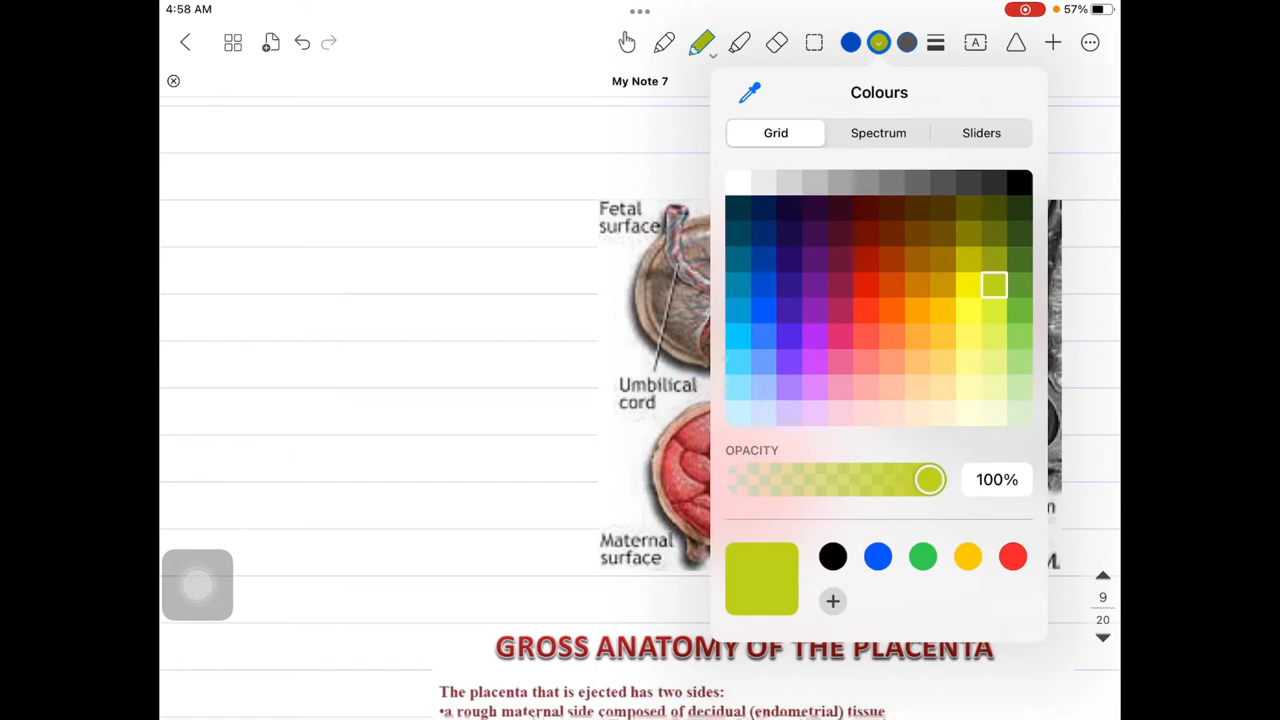 4:58 AM
57%
A
My Note 7
Colours
Grid
Spectrum
Sliders
Fetal
surface
Umbilical
cord
OPACITY
100%
Maternal
surface
9
20
GROSS ANATOMY OF THE PLACENTA
The placenta that is ejected has two sides:
•a rough maternal side composed of decidual (endometrial) tissue